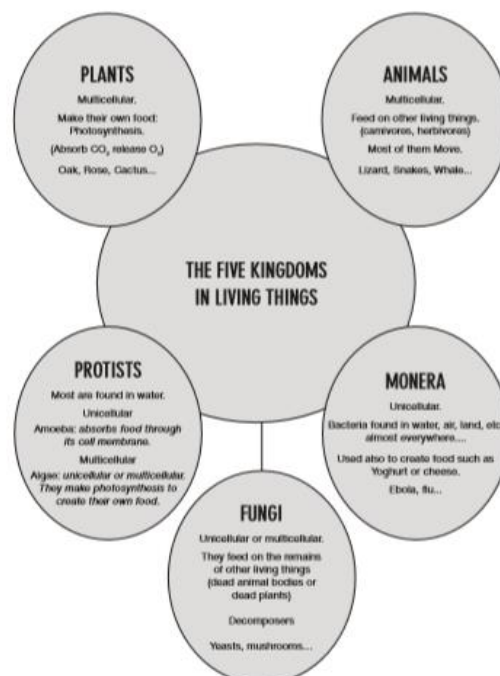 PLANTS
Multicellular.
Make their own food:
Photosynthesis.
(Absorb CO₂ release O₂)
Oak, Rose, Cactus...
ANIMALS
Multicellular.
Feed on other living things.
(carnivores, herbivores)
Most of them Move.
Lizard, Snakes, Whale...
THE FIVE KINGDOMS
IN LIVING THINGS
PROTISTS
Most are found in water.
Unicellular
Amoeba: absorbs food through
its cell membrane.
Multicellular
Algae: unicellular or multicellular.
They make photosynthesis to
create their own food.
MONERA
Unicellular.
Bacteria found in water, air, land, etc
almost everywhere....
Used also to create food such as
Yoghurt or cheese.
Ebola, flu...
FUNGI
Unicellular or multicellular.
They feed on the remains
of other living things
(dead animal bodies or
dead plants)
Decomposers
Yeasts, mushrooms...